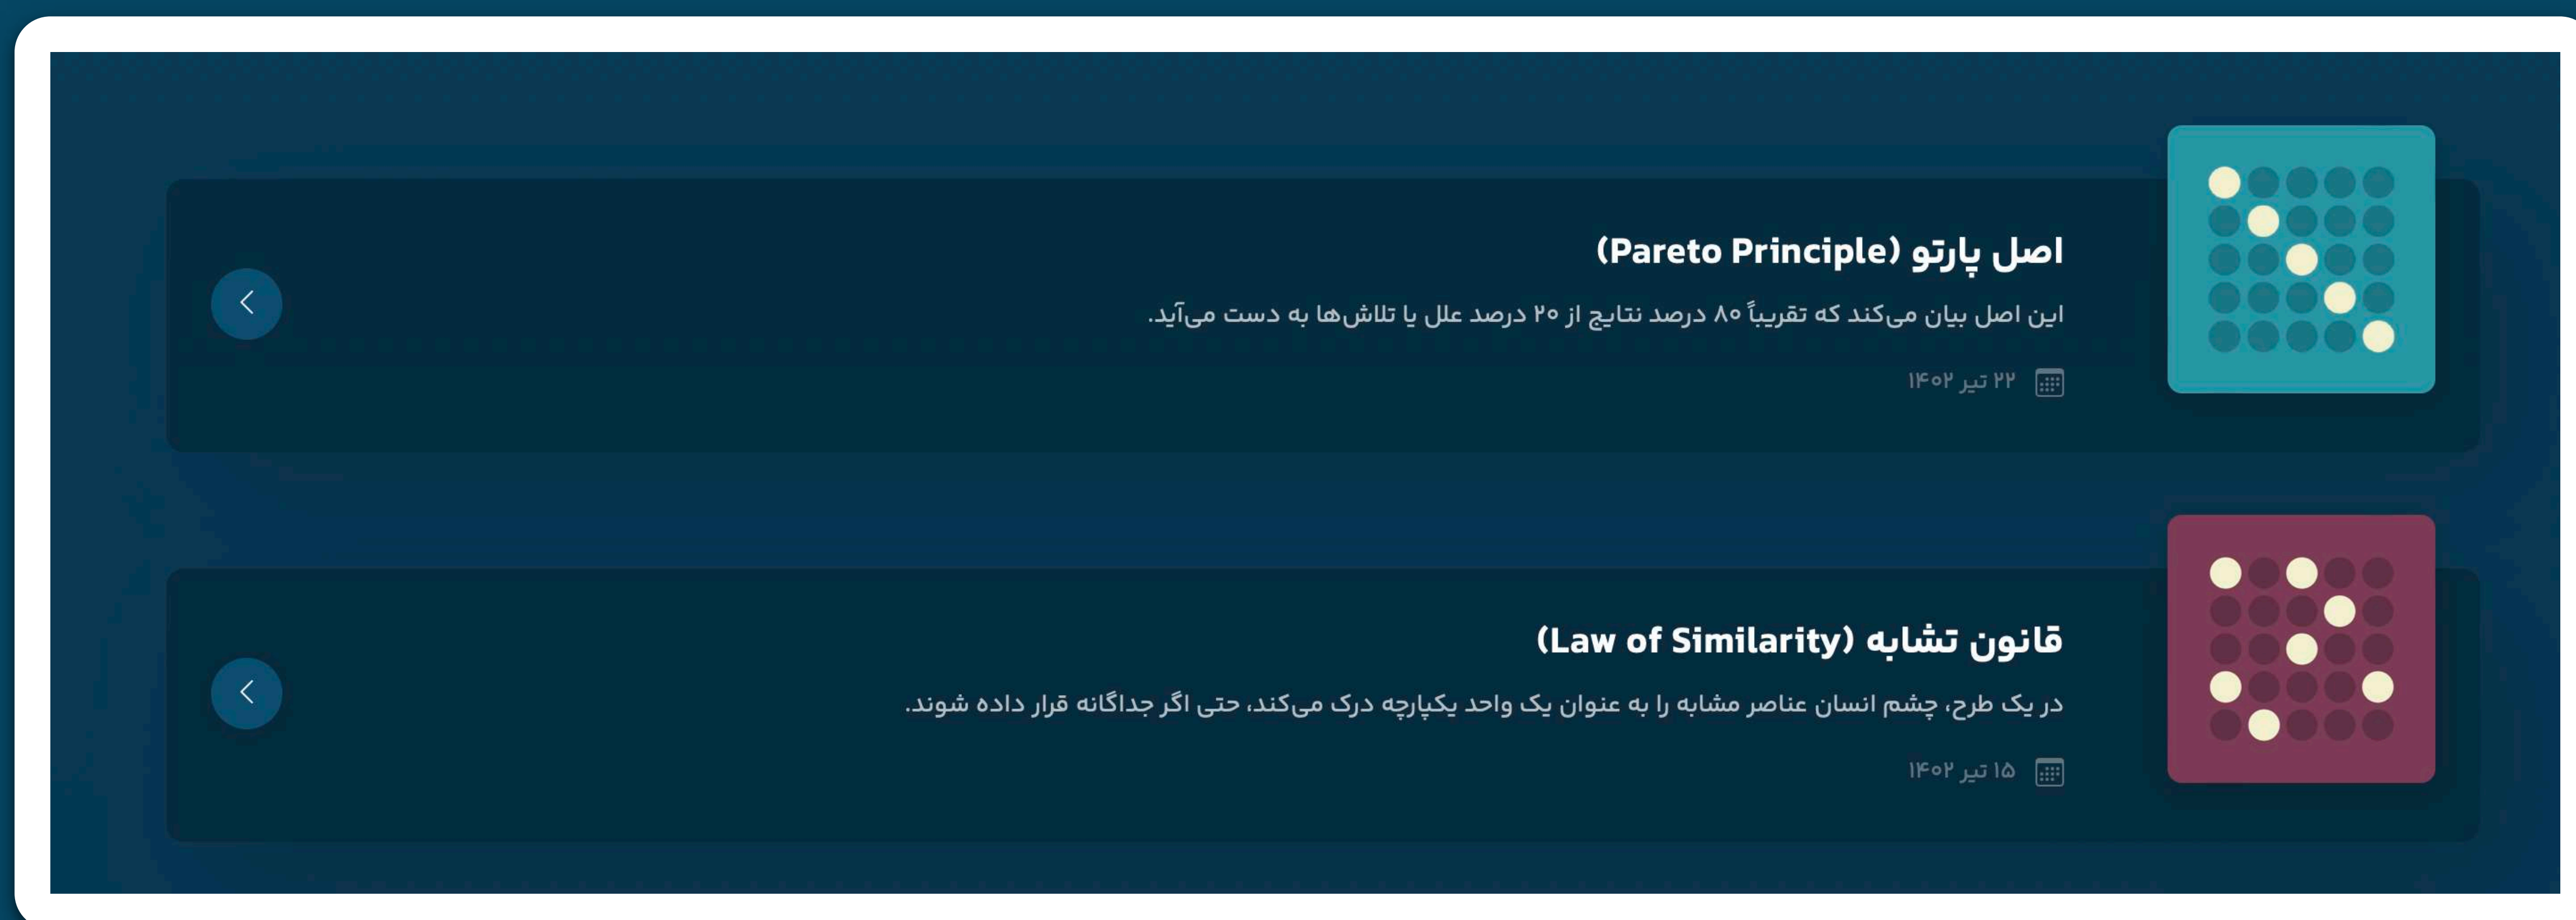 اصل پارتو (Pareto Principle)
این اصل بیان می‌کند که تقریباً ۸۰ درصد نتایج از ۲۰ درصد علل یا تلاش‌ها به دست می‌آید.
۲۲ تیر ۱۴۰۲
قانون تشابه (Law of Similarity)
در یک طرح، چشم انسان عناصر مشابه را به عنوان یک واحد یکپارچه درک می‌کند، حتی اگر جداگانه قرار داده شوند.
۱۵ تیر ۱۴۰۲